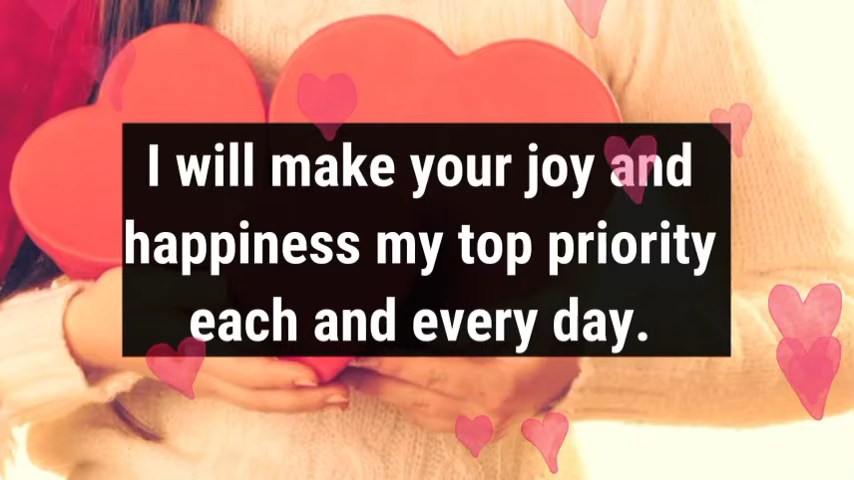 I will make your joy and
happiness my top priority
each and every day.